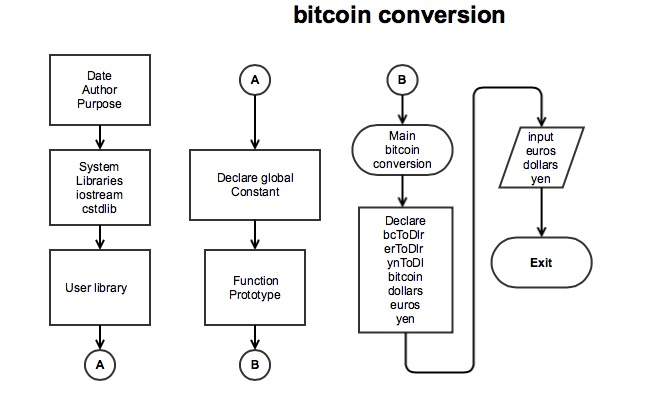 bitcoin conversion
Date
Author
Purpose
System
Libraries
iostream
cstdlib
User library
A
A
Declare global
Constant
Function
Prototype
B
B
Main
bitcoin
conversion
Declare
bcToDlr
erToDlr
ynToDl
bitcoin
dollars
euros
yen
input
euros
dollars
yen
Exit